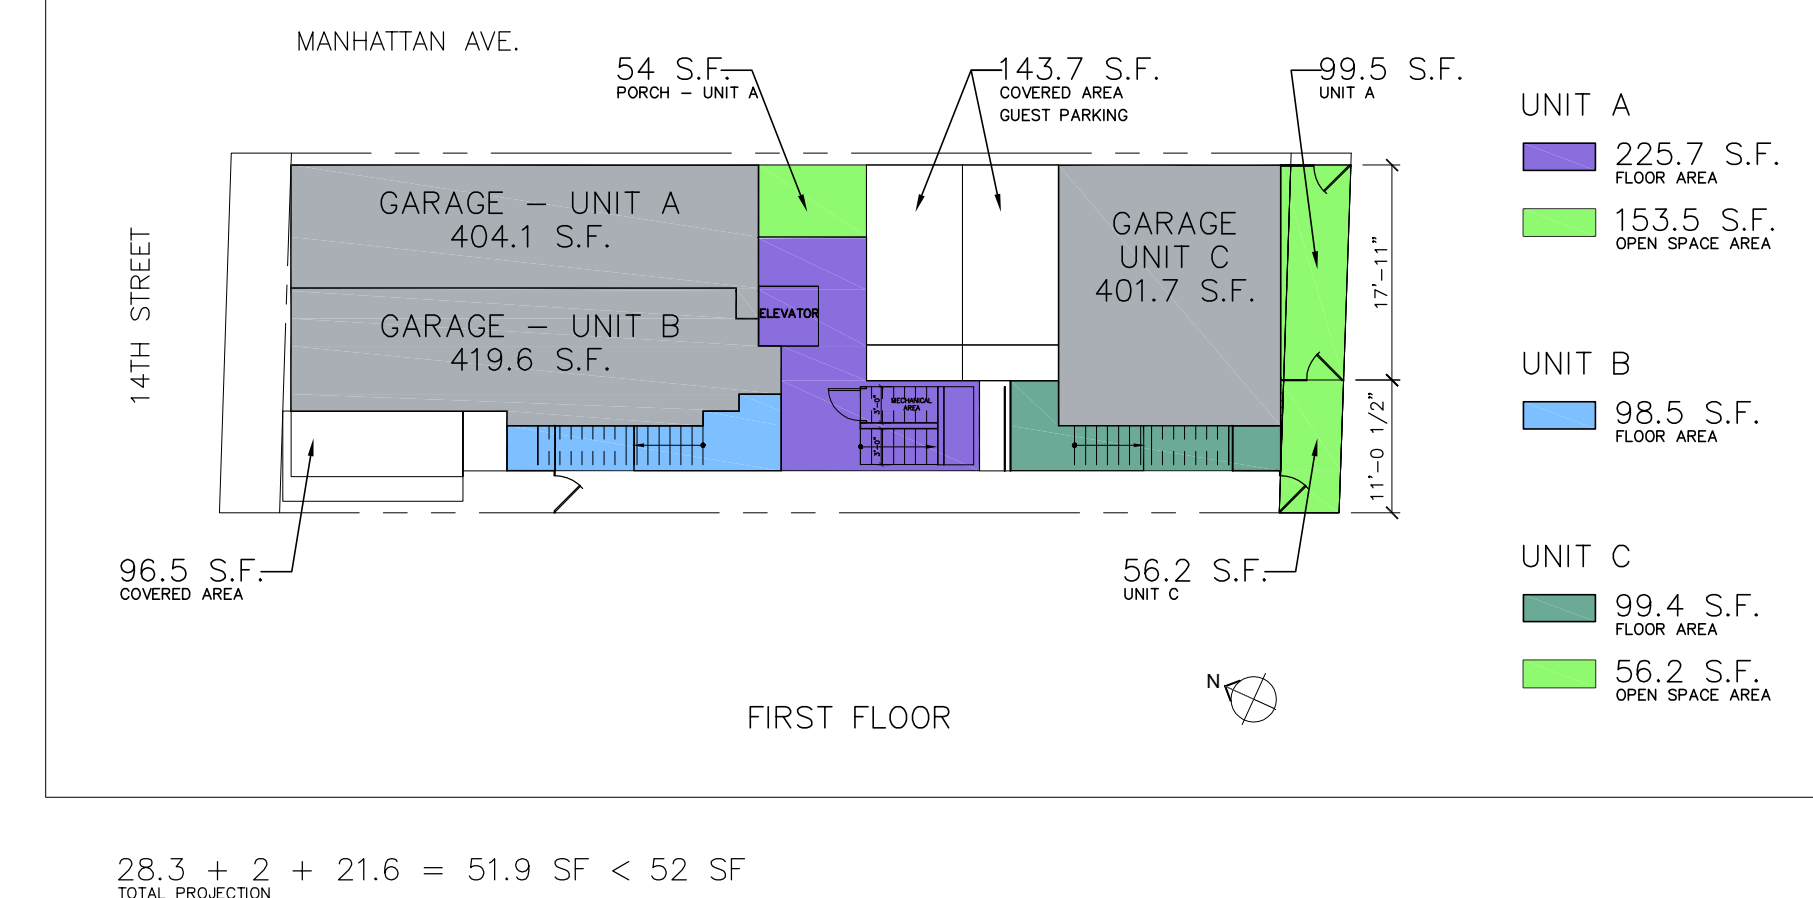 MANHATTAN AVE.
54 S.F.
PORCH – UNIT A
143.7 S.F.
COVERED AREA
GUEST PARKING
99.5 S.F.
UNIT A
14TH STREET
GARAGE – UNIT A
404.1 S.F.
GARAGE – UNIT B
419.6 S.F.
ELEVATOR
MECHANICAL
AREA
3'-0"
3'-0"
GARAGE
UNIT C
401.7 S.F.
17'-11"
11'-0 1/2"
96.5 S.F.
COVERED AREA
56.2 S.F.
UNIT C
UNIT A
225.7 S.F.
FLOOR AREA
153.5 S.F.
OPEN SPACE AREA
UNIT B
98.5 S.F.
FLOOR AREA
UNIT C
99.4 S.F.
FLOOR AREA
56.2 S.F.
OPEN SPACE AREA
N
FIRST FLOOR
28.3 + 2 + 21.6 = 51.9 SF < 52 SF
TOTAL PROJECTION